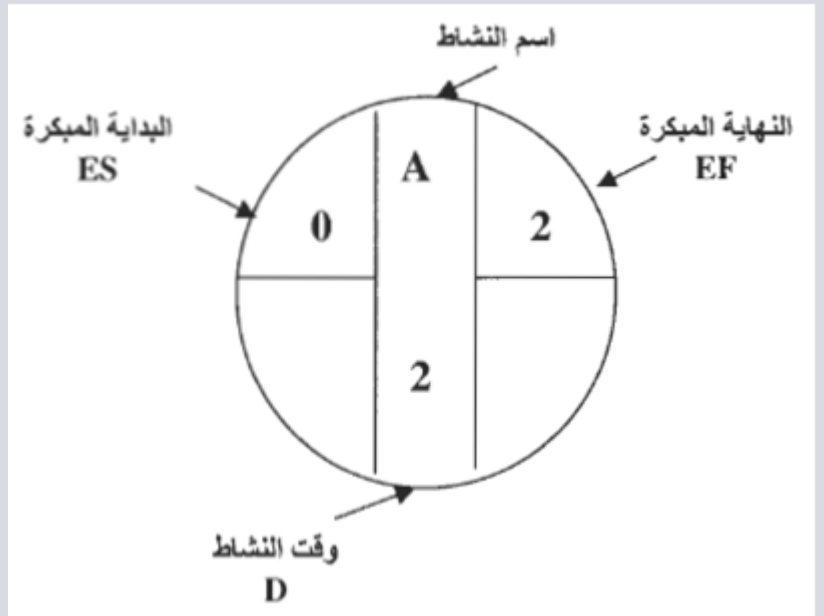 اسم النشاط
البداية المبكرة
ES
النهاية المبكرة
EF
A
0
2
2
وقت النشاط
D